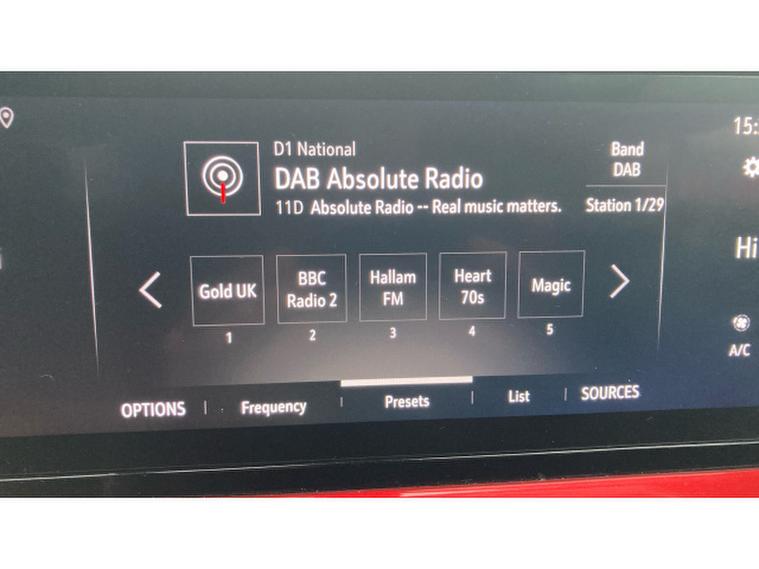 15:
D1 National
DAB Absolute Radio
11D Absolute Radio -- Real music matters.
Band
DAB
Station 1/29
Hi
Gold UK
BBC
Radio 2
Hallam
FM
Heart
70s
Magic
1
2
3
4
5
A/C
OPTIONS
Frequency
Presets
List
SOURCES